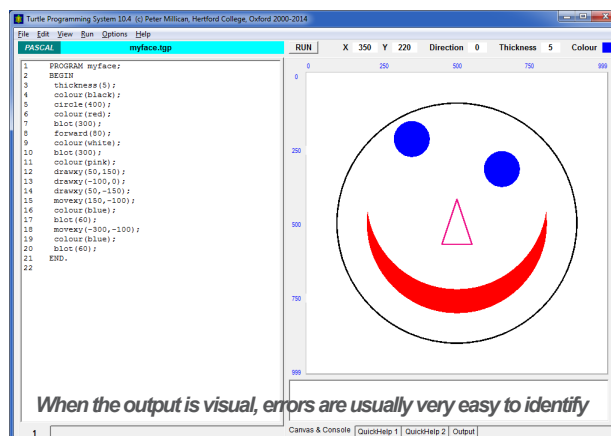 Turtle Programming System 10.4 (c) Peter Millican, Hertford College, Oxford 2000-2014
File Edit View Run Options Help
PASCAL myface.tgp RUN X 350 Y 220 Direction 0 Thickness 5 Colour
1 PROGRAM myface;
2 BEGIN
3 thickness(5);
4 colour(black);
5 circle(400);
6 colour(red);
7 blot(300);
8 forward(80);
9 colour(white);
10 blot(300);
11 colour(pink);
12 drawxy(50,150);
13 drawxy(-100,0);
14 drawxy(50,-150);
15 movexy(150,-100);
16 colour(blue);
17 blot(60);
18 movexy(-300,-100);
19 colour(blue);
20 blot(60);
21 END.
22
0 250 500 750 999
0
250
500
750
999
When the output is visual, errors are usually very easy to identify
1
Canvas & Console QuickHelp 1 QuickHelp 2 Output